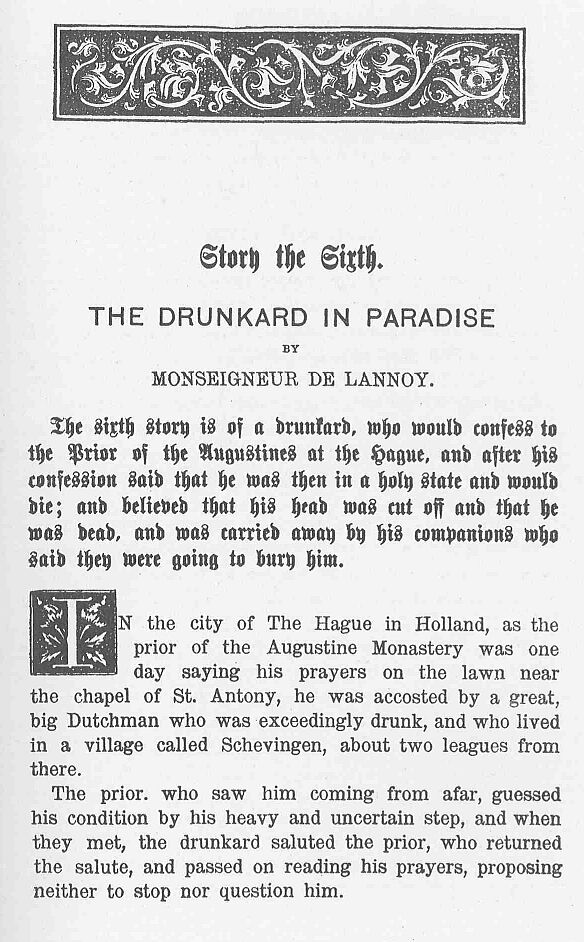 Story the Sixth.
THE DRUNKARD IN PARADISE
BY
MONSEIGNEUR DE LANNOY.
The sixth story is of a drunkard, who would confess to
the Prior of the Augustines at the Hague, and after his
confession said that he was then in a holy state and would
die; and believed that his head was cut off and that he
was dead, and was carried away by his companions who
said they were going to bury him.
IN the city of The Hague in Holland, as the
prior of the Augustine Monastery was one
day saying his prayers on the lawn near
the chapel of St. Antony, he was accosted by a great,
big Dutchman who was exceedingly drunk, and who lived
in a village called Schevingen, about two leagues from
there.
The prior. who saw him coming from afar, guessed
his condition by his heavy and uncertain step, and when
they met, the drunkard saluted the prior, who returned
the salute, and passed on reading his prayers, proposing
neither to stop nor question him.